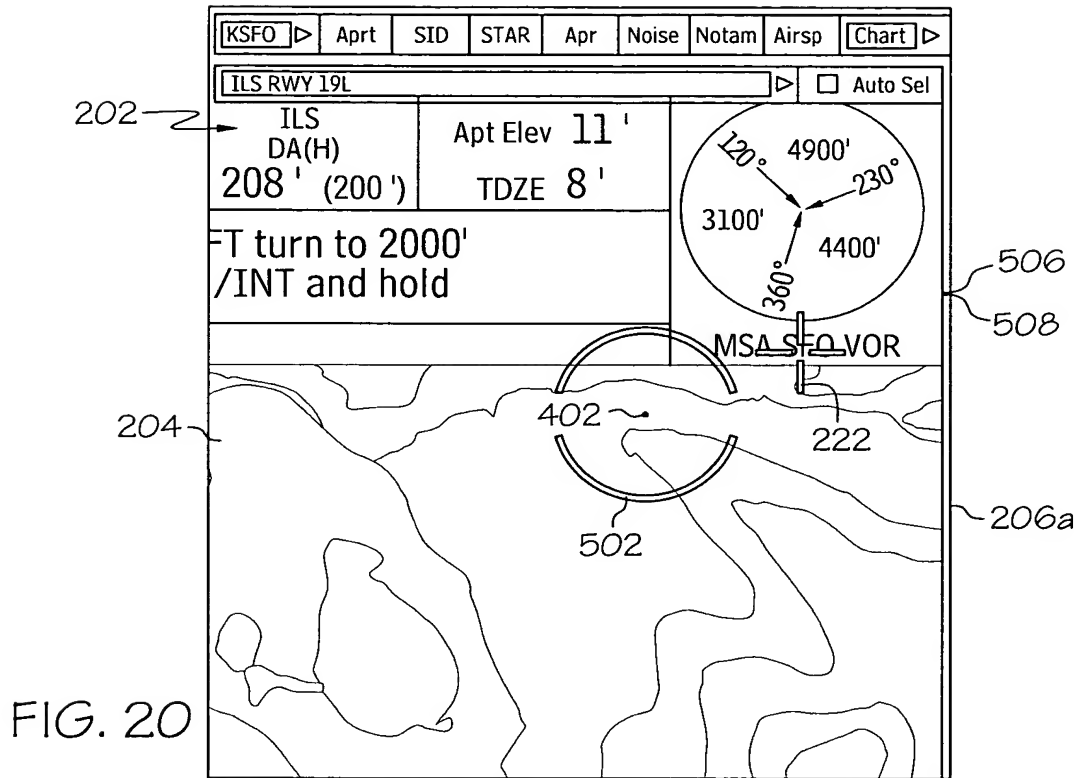 KSFO Aprt SID STAR Apr Noise Notam Airsp Chart
ILS RWY 19L Auto Sel
202
ILS
DA(H)
208' (200')
Apt Elev 11'
TDZE 8'
120° 4900' 230°
3100' 4400'
360°
FT turn to 2000'
/INT and hold
MSA SFO VOR
506
508
204
402
222
502
206a
FIG. 20